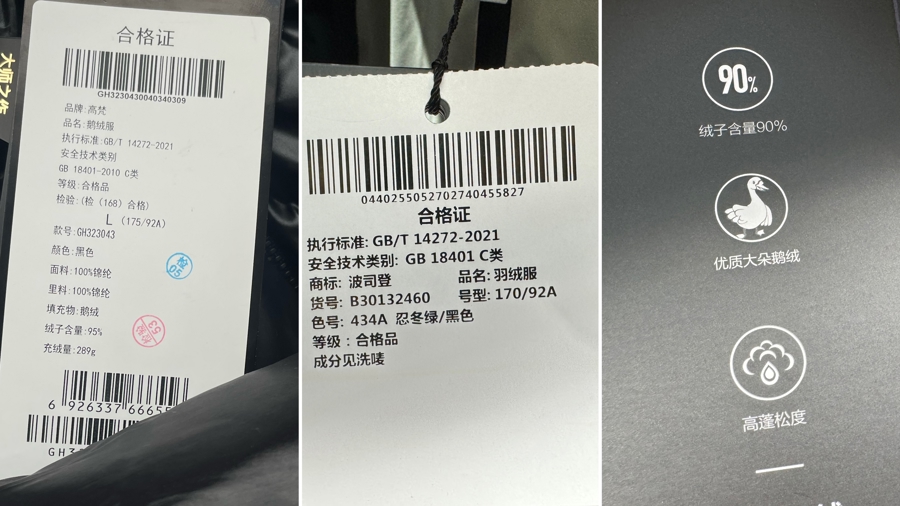 大师之作
合格证
GH3230430040340309
品牌:高梵
品名:鹅绒服
执行标准:GB/T 14272-2021
安全技术类别
GB 18401-2010 C类
等级:合格品
检验:(检(168)合格)
L (175/92A)
款号:GH323043
颜色:黑色
面料:100%锦纶
里料:100%锦纶
填充物:鹅绒
绒子含量:95%
充绒量:289g
6 926337 66655
合格证
0440255052702740455827
执行标准: GB/T 14272-2021
安全技术类别: GB 18401 C类
商标: 波司登 品名: 羽绒服
货号: B30132460 号型: 170/92A
色号: 434A 忍冬绿/黑色
等级：合格品
成分见洗唛
90%
绒子含量90%
优质大朵鹅绒
高蓬松度